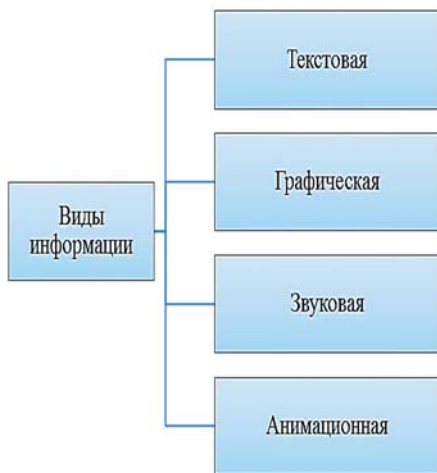 Виды
информации
Текстовая
Графическая
Звуковая
Анимационная